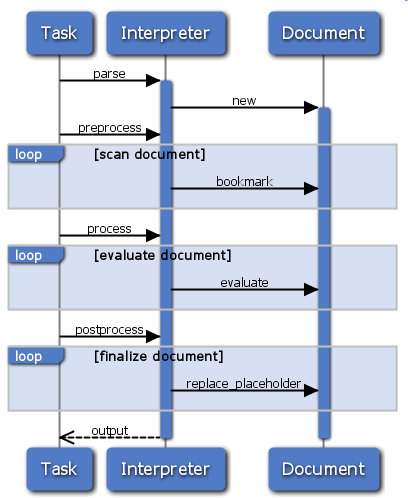 Task Interpreter Document
parse
new
preprocess
loop [scan document]
bookmark
process
loop [evaluate document]
evaluate
postprocess
loop [finalize document]
replace_placeholder
output
Task Interpreter Document